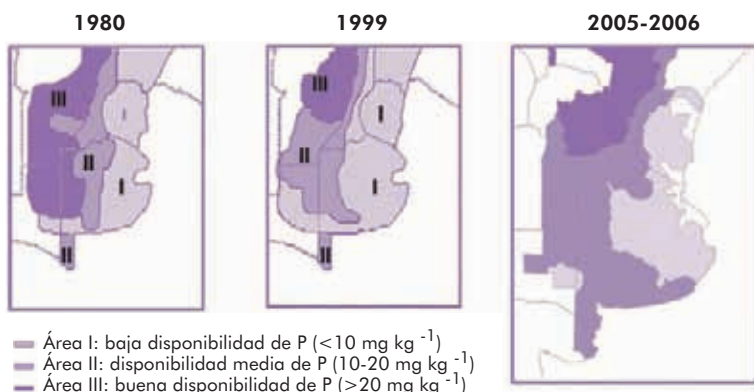 1980
1999
2005-2006
III
I
II
I
II
III
I
II
I
II
Área I: baja disponibilidad de P (<10 mg kg -1)
Área II: disponibilidad media de P (10-20 mg kg -1)
Área III: buena disponibilidad de P (>20 mg kg -1)